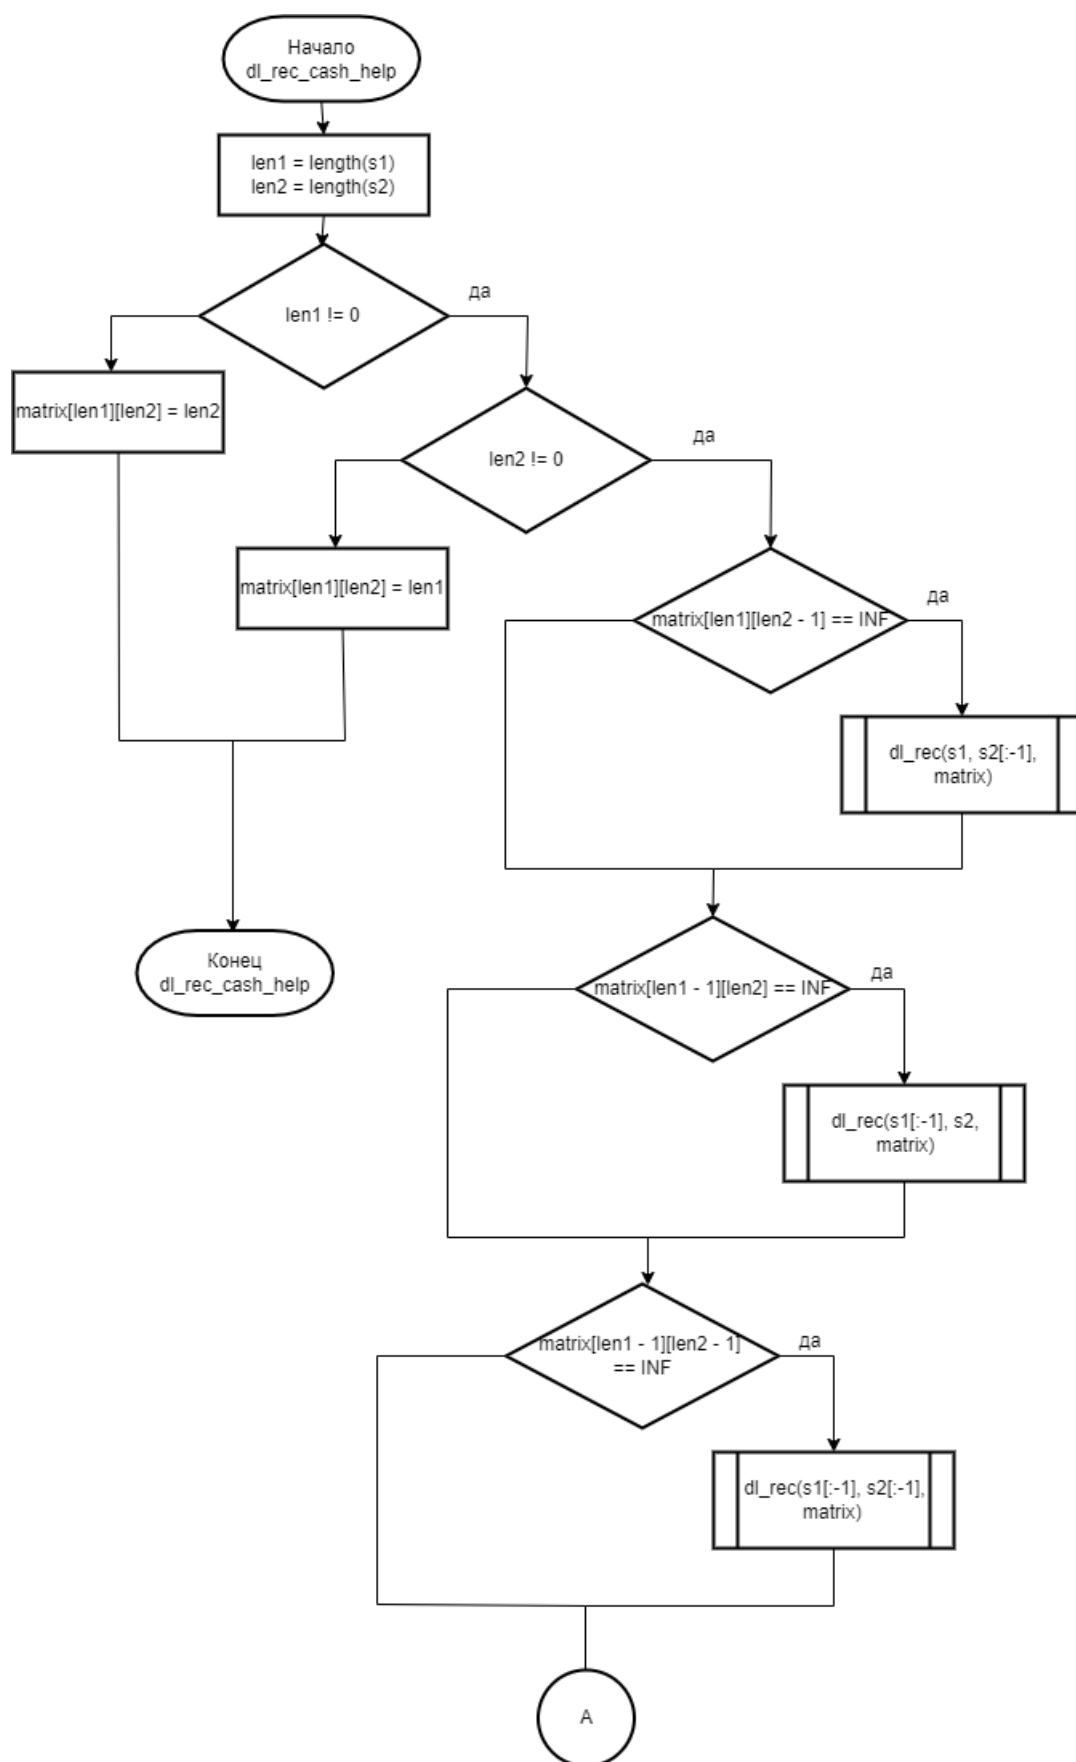 Начало
dl_rec_cash_help
len1 = length(s1)
len2 = length(s2)
да
len1 != 0
matrix[len1][len2] = len2
да
len2 != 0
matrix[len1][len2] = len1
да
matrix[len1][len2 - 1] == INF
dl_rec(s1, s2[:-1],
matrix)
Конец
dl_rec_cash_help
да
matrix[len1 - 1][len2] == INF
dl_rec(s1[:-1], s2,
matrix)
да
matrix[len1 - 1][len2 - 1]
== INF
dl_rec(s1[:-1], s2[:-1],
matrix)
A